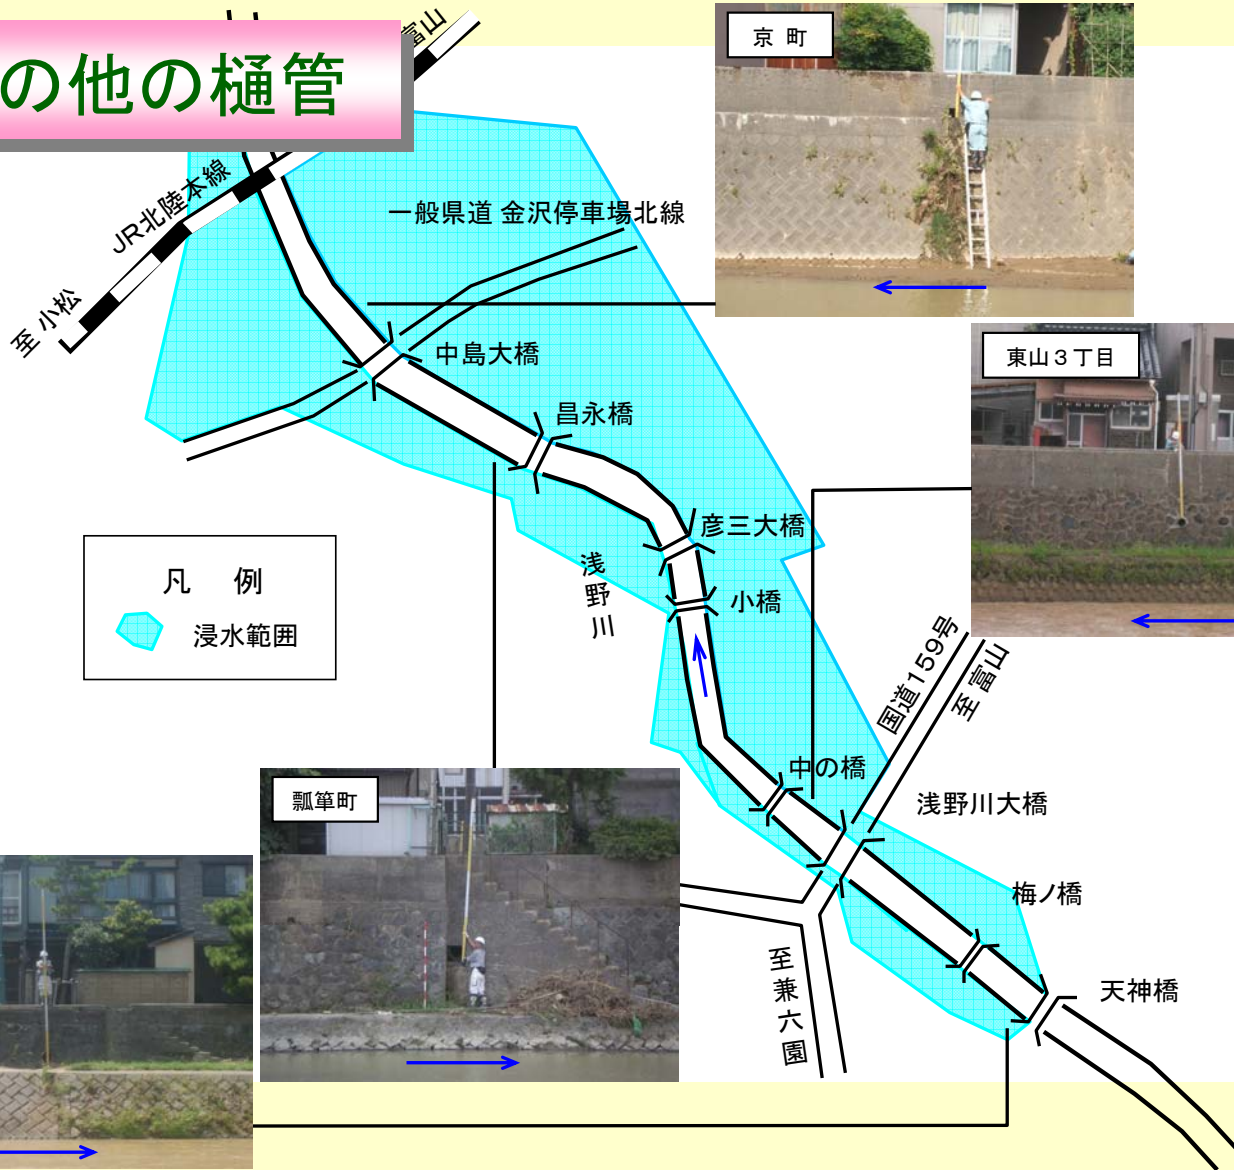 の他の樋管
富山
京 町
JR北陸本線
一般県道 金沢停車場北線
至 小松
中島大橋
東山３丁目
昌永橋
彦三大橋
浅野川
小橋
凡 例
浸水範囲
国道159号
至 富山
中の橋
瓢箪町
浅野川大橋
梅ノ橋
至兼六園
天神橋